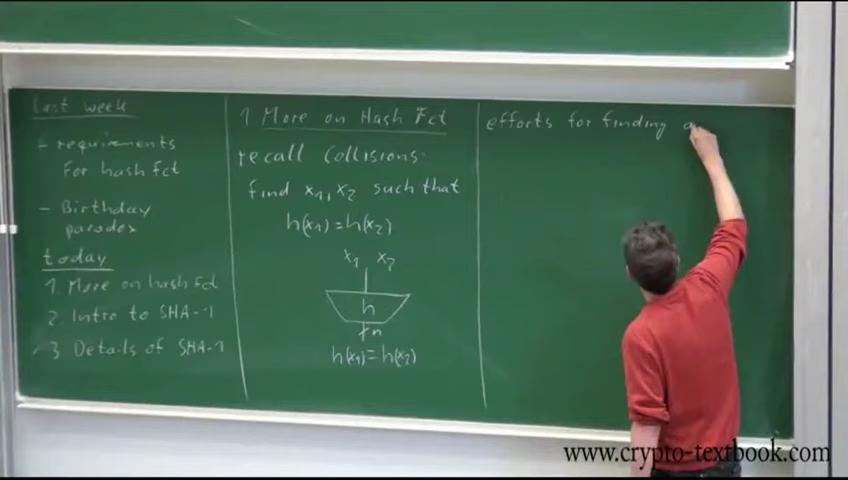 last week
- requirements
for hash fct
- Birthday
paradox
today
1. More on hash fct
2. Intro to SHA-1
3 Details of SHA-1
1 More on Hash Fct
recall Collisions:
find x1, x2 such that
h(x1) = h(x2)
x1 x2
h
n
h(x1) = h(x2)
efforts for finding a
www.crypto-textbook.com